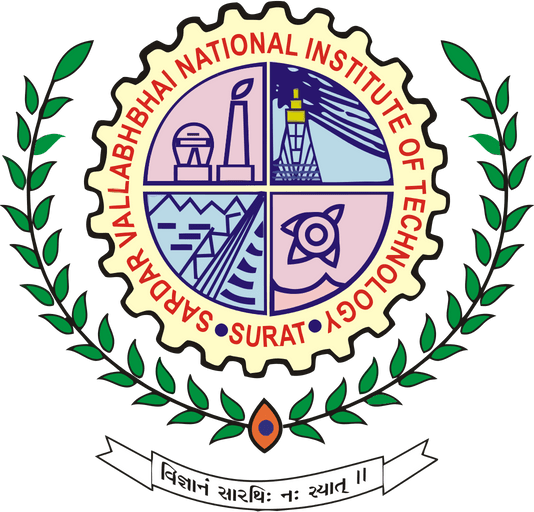 SARDAR VALLABHBHAI NATIONAL INSTITUTE OF TECHNOLOGY
SURAT
વિજ્ઞાનં સારથિઃ નઃ સ્યાત્ ॥